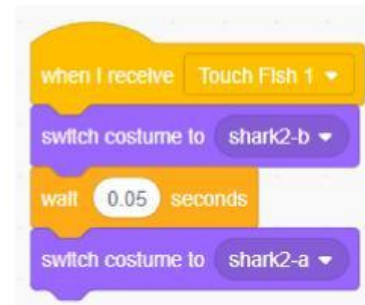 when I receive Touch Fish 1
switch costume to shark2-b
wait 0.05 seconds
switch costume to shark2-a